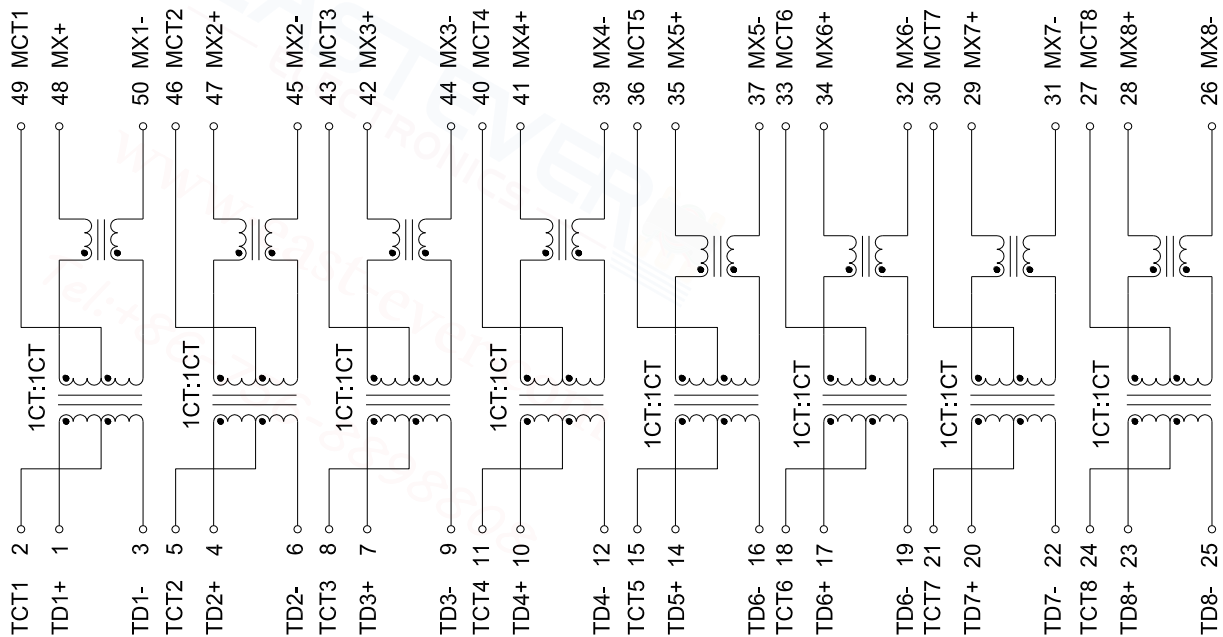 49 MCT1
48 MX+
50 MX1-
46 MCT2
47 MX2+
45 MX2-
43 MCT3
42 MX3+
44 MX3-
40 MCT4
41 MX4+
39 MX4-
36 MCT5
35 MX5+
37 MX5-
33 MCT6
34 MX6+
32 MX6-
30 MCT7
29 MX7+
31 MX7-
27 MCT8
28 MX8+
26 MX8-
1CT:1CT
1CT:1CT
1CT:1CT
1CT:1CT
1CT:1CT
1CT:1CT
1CT:1CT
1CT:1CT
TCT1 2
TD1+ 1
TD1- 3
TCT2 5
TD2+ 4
TD2- 6
TCT3 8
TD3+ 7
TD3- 9
TCT4 11
TD4+ 10
TD4- 12
TCT5 15
TD5+ 14
TD6- 16
TCT6 18
TD6+ 17
TD6- 19
TCT7 21
TD7+ 20
TD7- 22
TCT8 24
TD8+ 23
TD8- 25
EASTEVER
ELECTRONICS